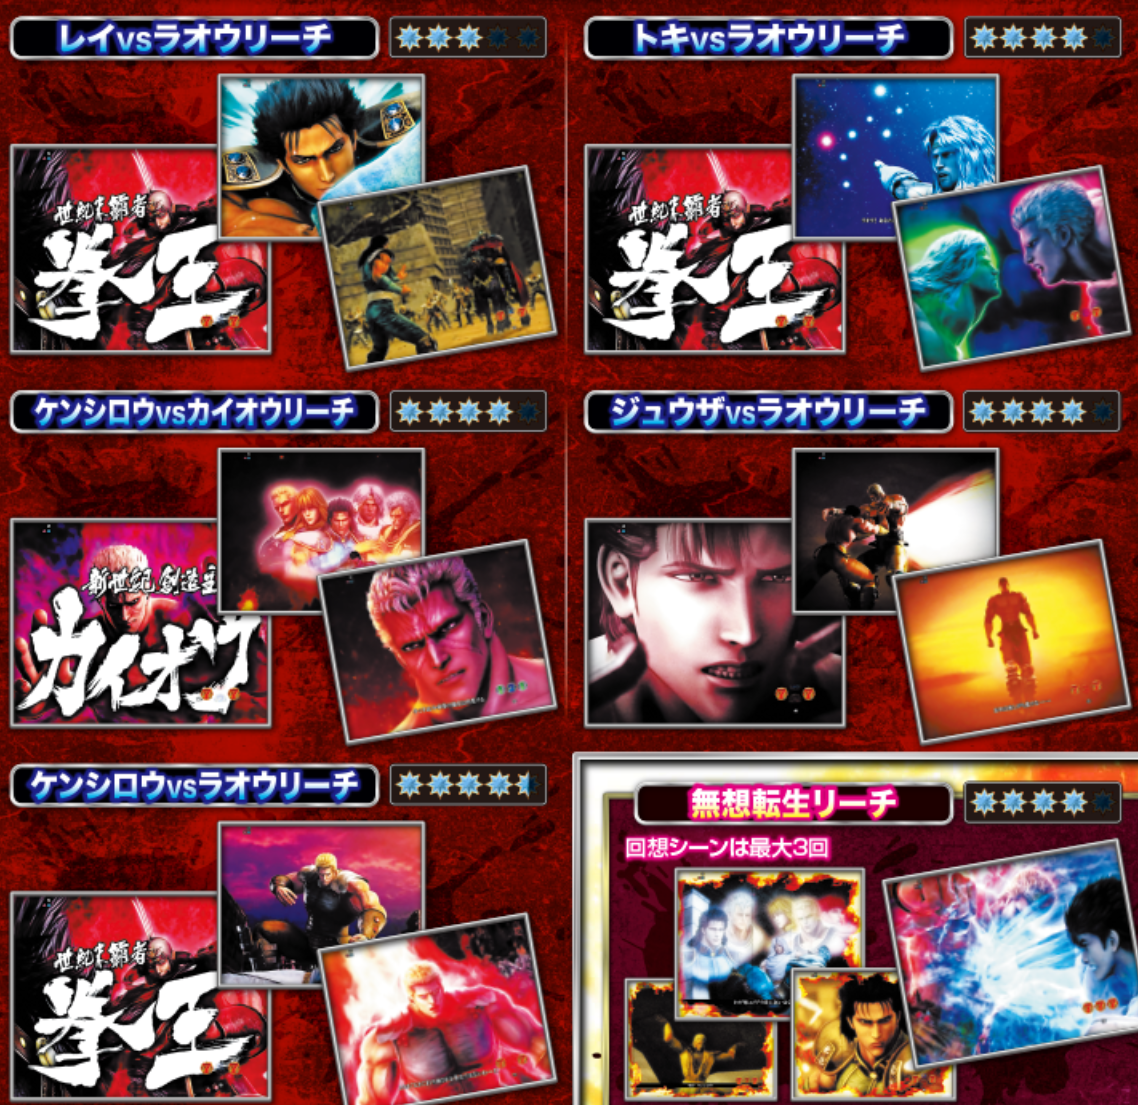 レイvsラオウリーチ
世紀末覇者
拳王
トキvsラオウリーチ
世紀末覇者
拳王
ケンシロウvsカイオウリーチ
新世紀創造主
カイオウ
ジュウザvsラオウリーチ
ケンシロウvsラオウリーチ
世紀末覇者
拳王
無想転生リーチ
回想シーンは最大3回